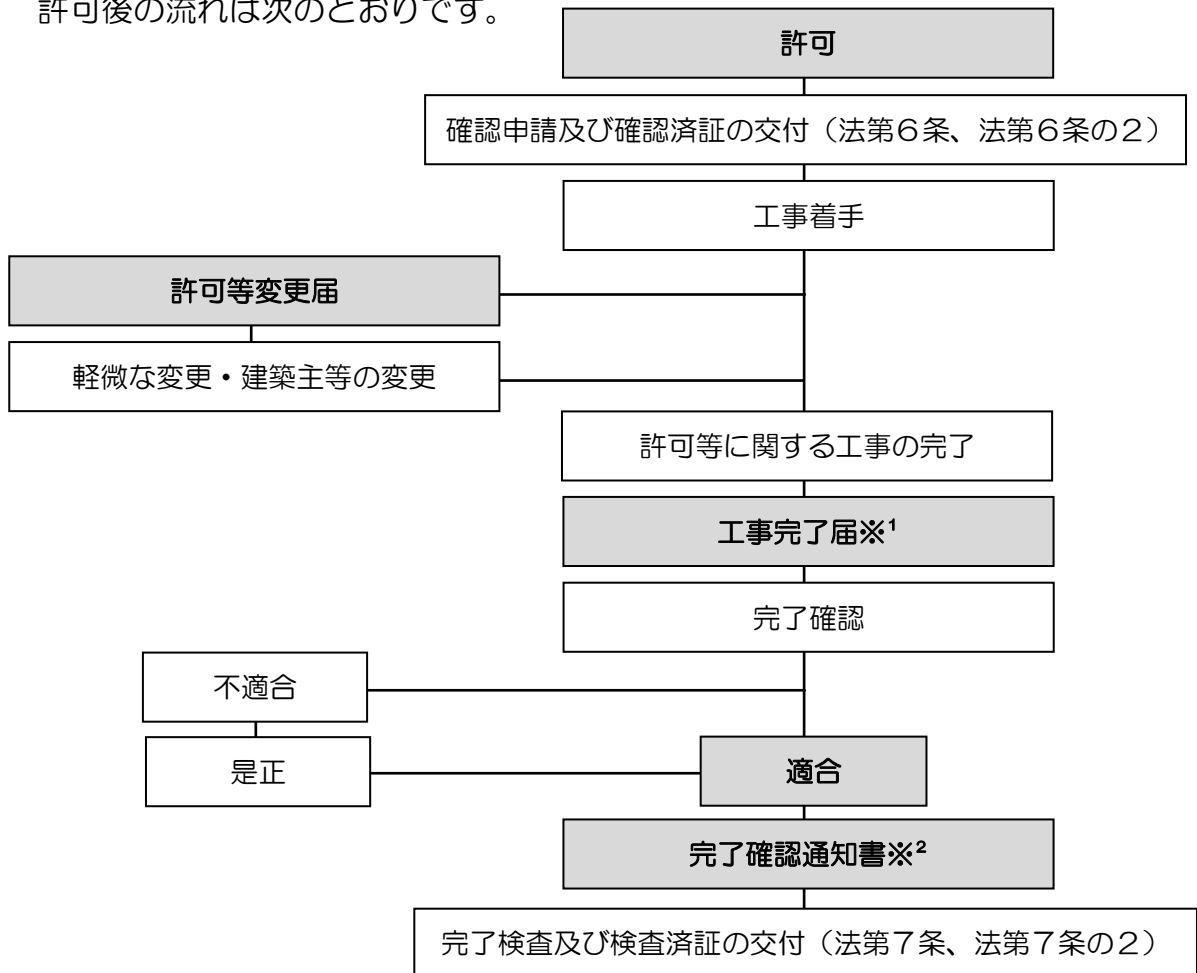 許可後の流れは次のとおりです。
許可
確認申請及び確認済証の交付（法第６条、法第６条の２）
工事着手
許可等変更届
軽微な変更・建築主等の変更
許可等に関する工事の完了
工事完了届※¹
完了確認
不適合
是正
適合
完了確認通知書※²
完了検査及び検査済証の交付（法第７条、法第７条の２）